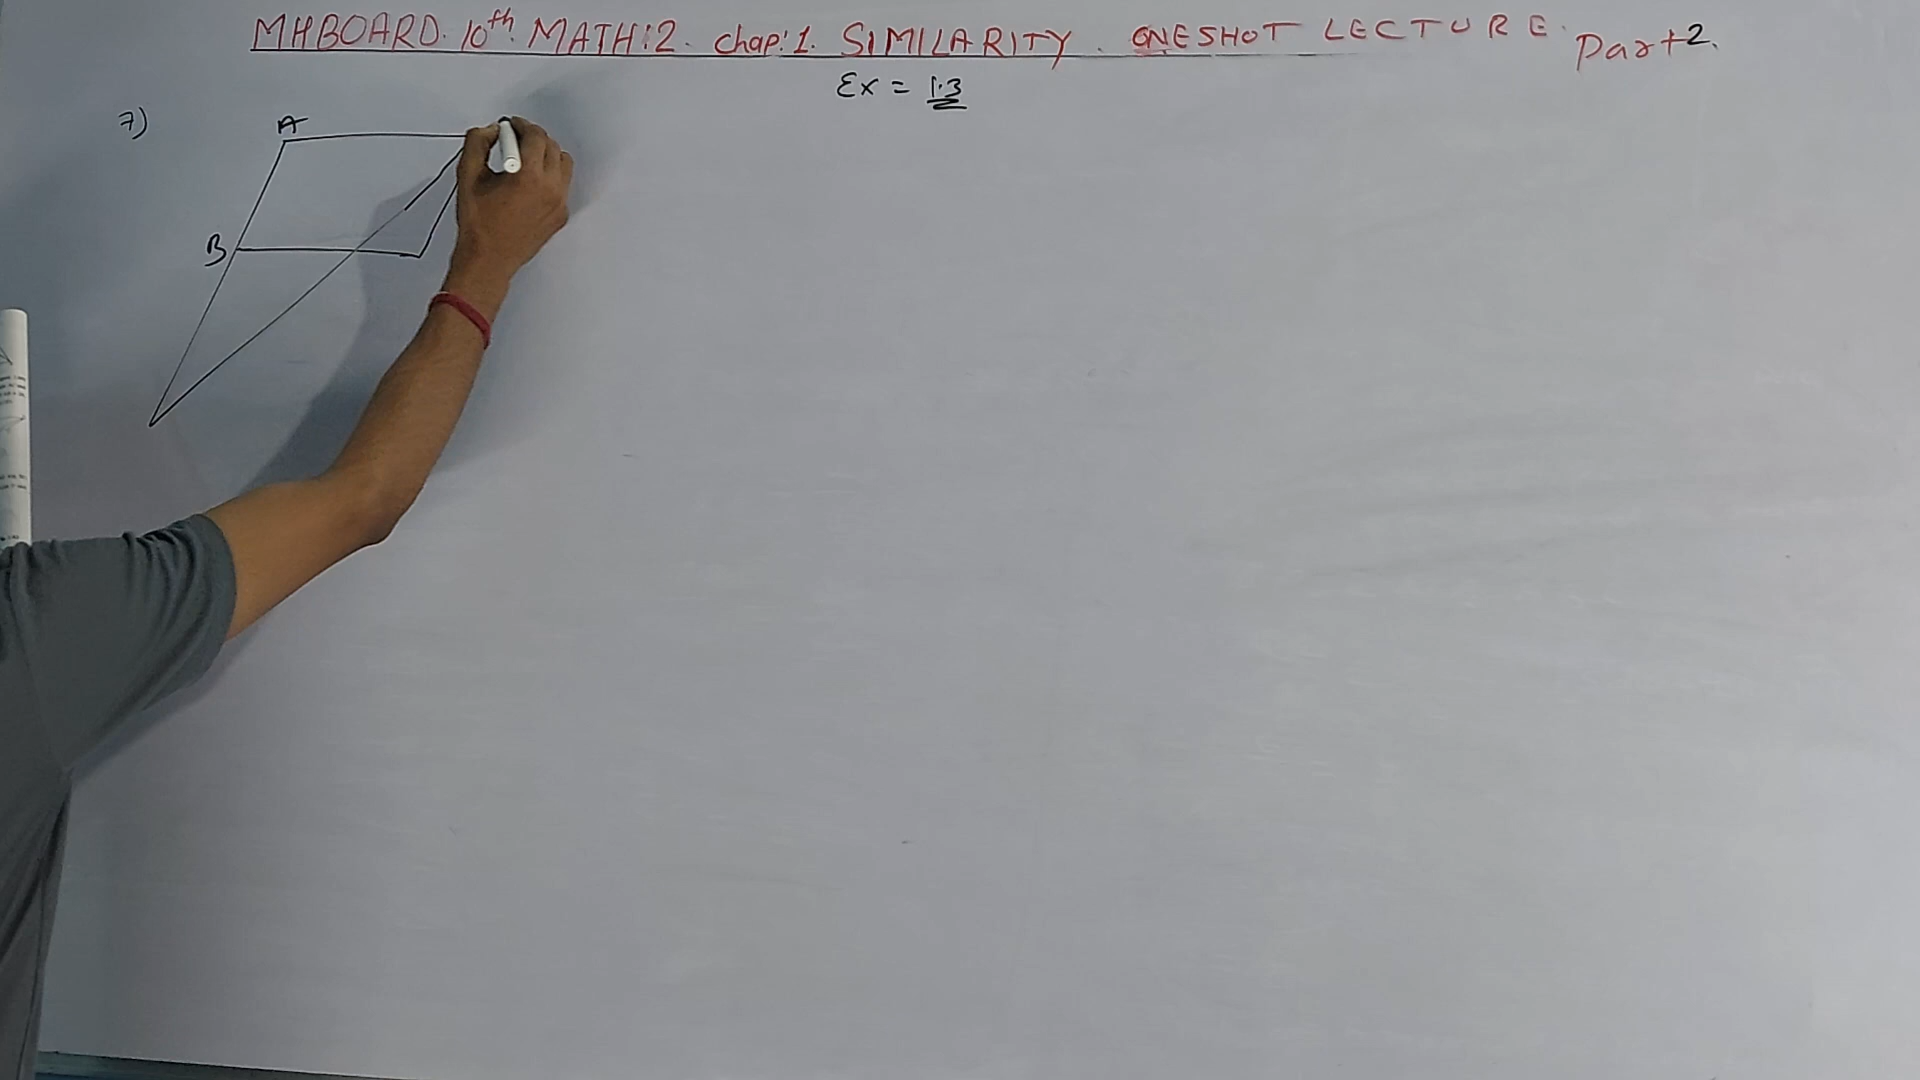 MHBOARD. 10th. MATH:2. chap:1. SIMILARITY. ONESHOT LECTURE. Part 2.
Ex = 1.3
7)
A
B